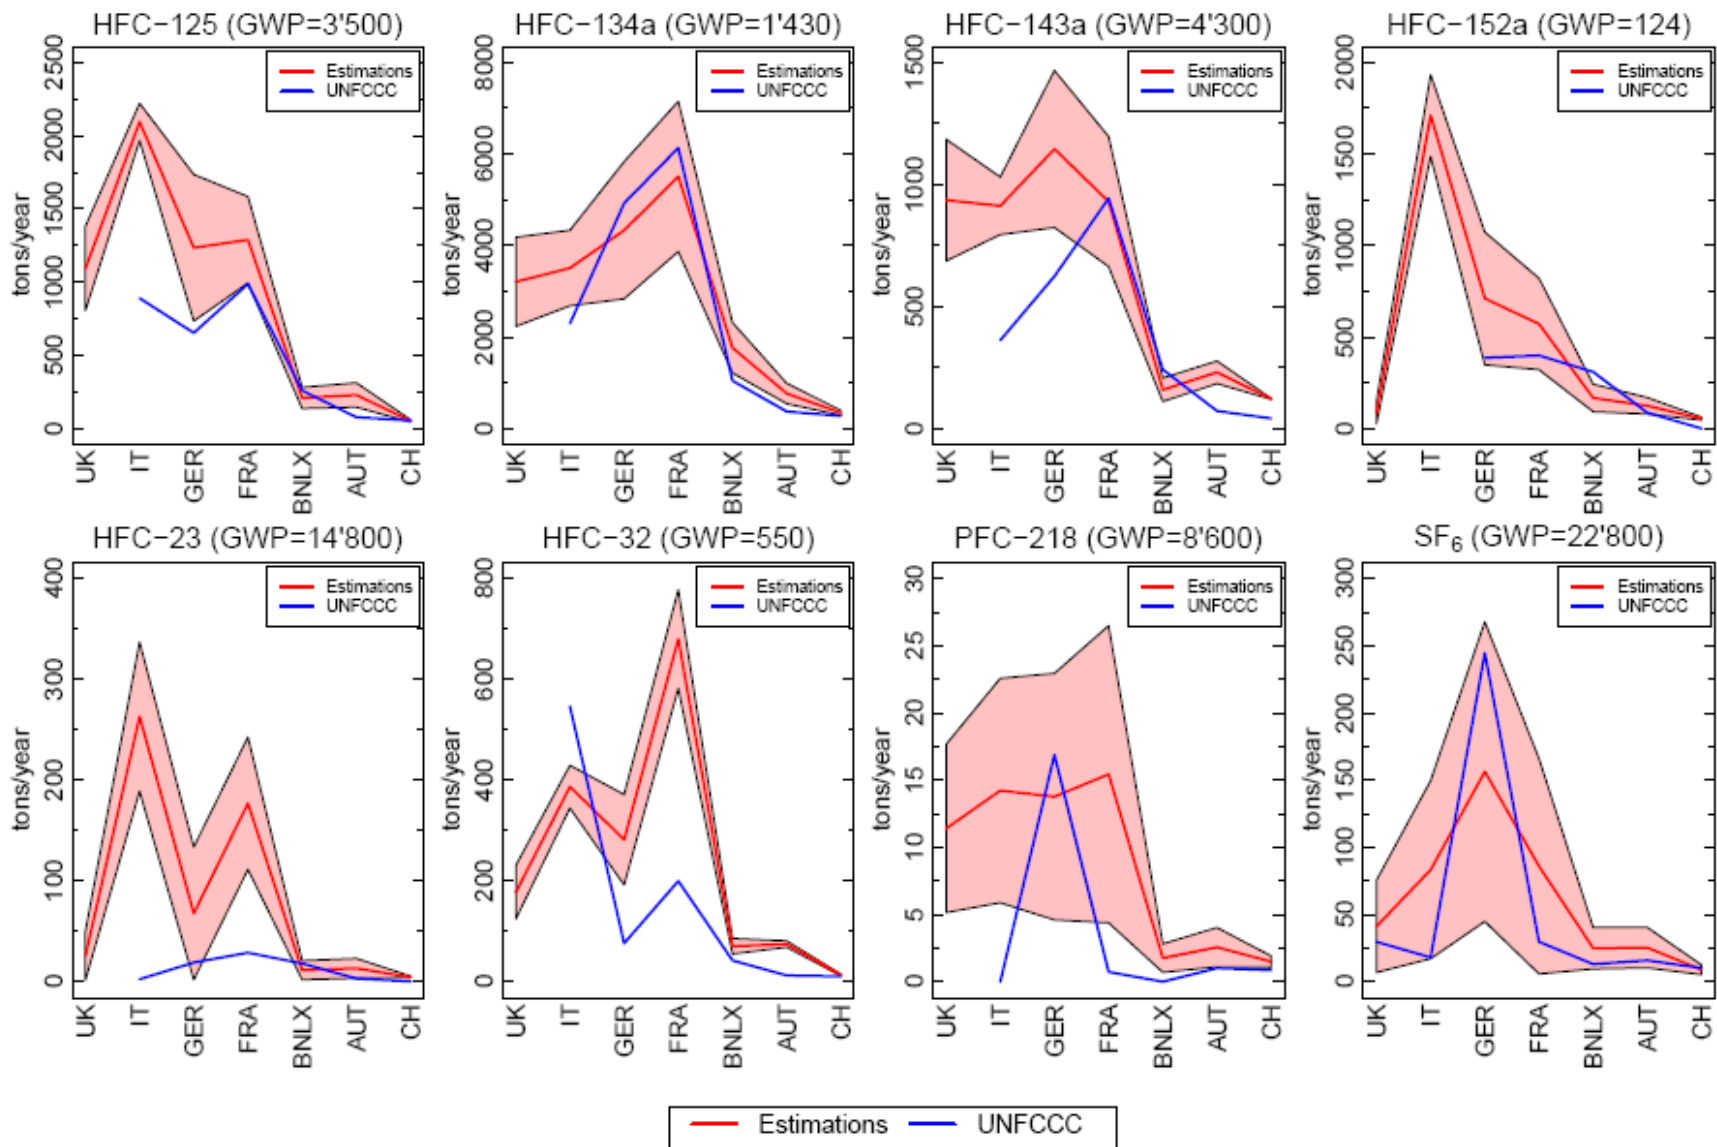 HFC−125 (GWP=3'500)
tons/year
0
500
1000
1500
2000
2500
Estimations
UNFCCC
UK
IT
GER
FRA
BNLX
AUT
CH
HFC−134a (GWP=1'430)
tons/year
0
2000
4000
6000
8000
Estimations
UNFCCC
UK
IT
GER
FRA
BNLX
AUT
CH
HFC−143a (GWP=4'300)
tons/year
0
500
1000
1500
Estimations
UNFCCC
UK
IT
GER
FRA
BNLX
AUT
CH
HFC−152a (GWP=124)
tons/year
0
500
1000
1500
2000
Estimations
UNFCCC
UK
IT
GER
FRA
BNLX
AUT
CH
HFC−23 (GWP=14'800)
tons/year
0
100
200
300
400
Estimations
UNFCCC
UK
IT
GER
FRA
BNLX
AUT
CH
HFC−32 (GWP=550)
tons/year
0
200
400
600
800
Estimations
UNFCCC
UK
IT
GER
FRA
BNLX
AUT
CH
PFC−218 (GWP=8'600)
tons/year
0
5
10
15
20
25
30
Estimations
UNFCCC
UK
IT
GER
FRA
BNLX
AUT
CH
SF₆ (GWP=22'800)
tons/year
0
50
100
150
200
250
300
Estimations
UNFCCC
UK
IT
GER
FRA
BNLX
AUT
CH
Estimations UNFCCC